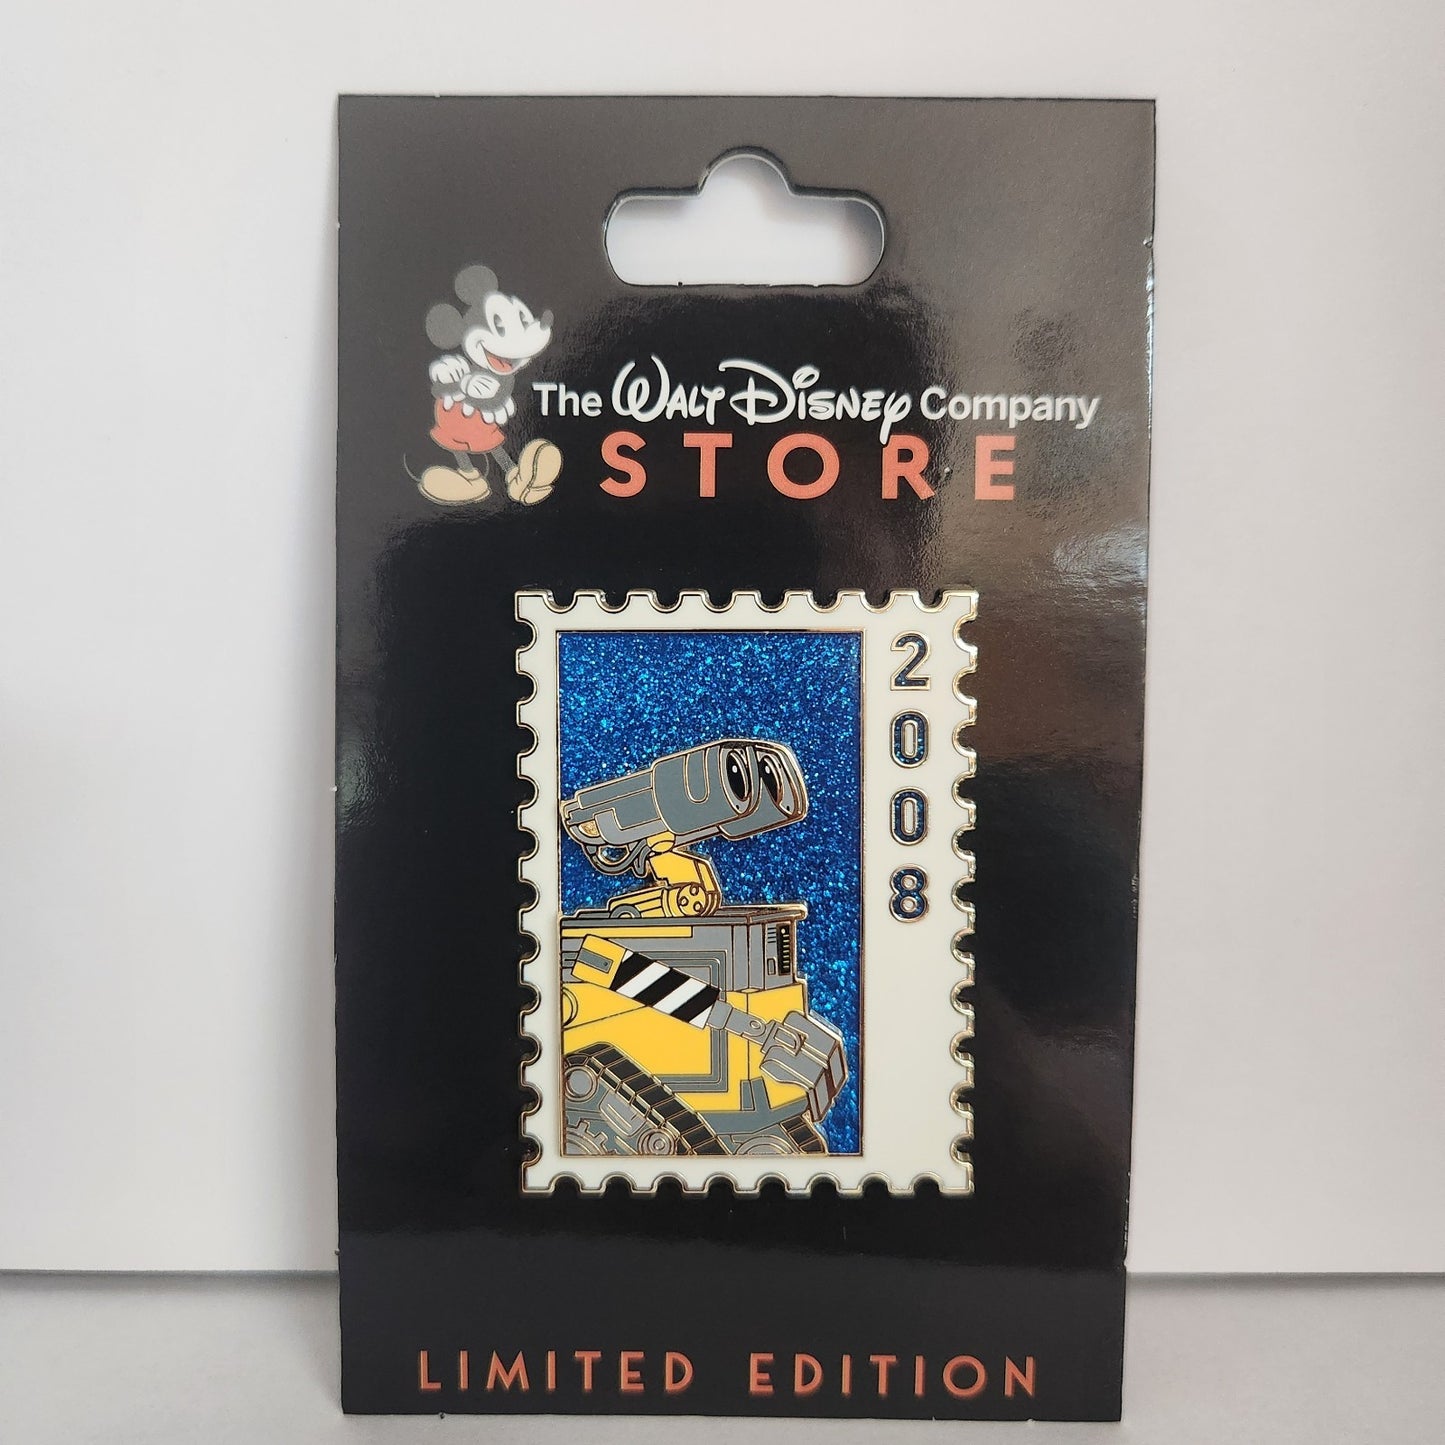 The Walt Disney Company
STORE
2008
LIMITED EDITION